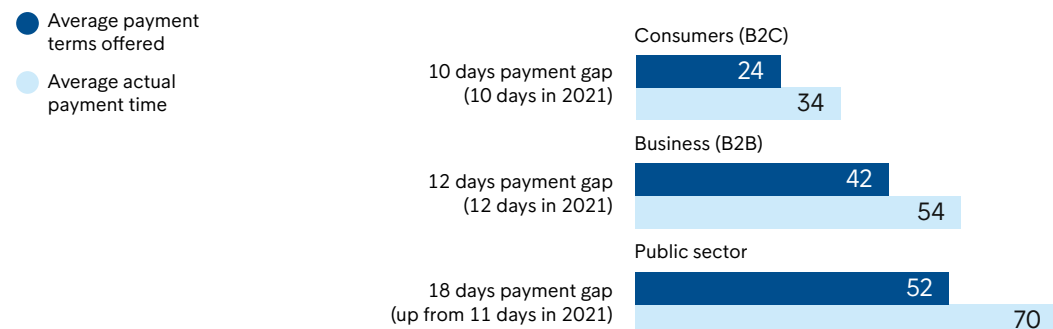 Average payment
terms offered
Average actual
payment time
Consumers (B2C)
10 days payment gap
(10 days in 2021)
24
34
Business (B2B)
12 days payment gap
(12 days in 2021)
42
54
Public sector
18 days payment gap
(up from 11 days in 2021)
52
70